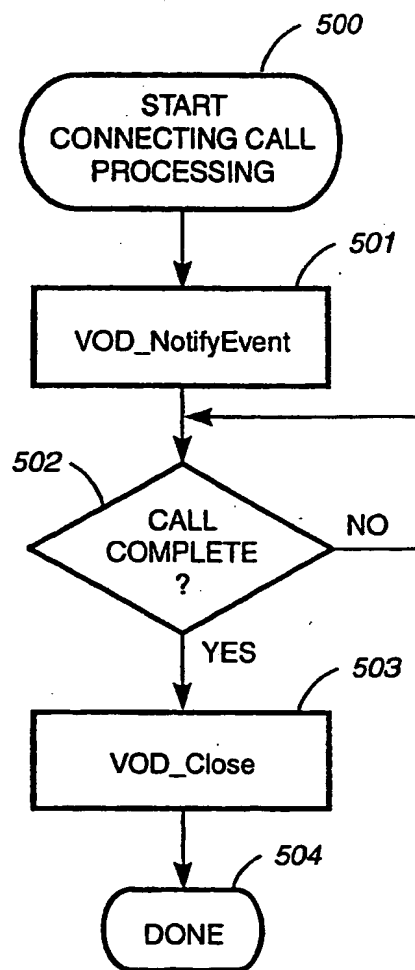 500
START
CONNECTING CALL
PROCESSING
501
VOD_NotifyEvent
502
CALL
COMPLETE
?
NO
YES
503
VOD_Close
504
DONE